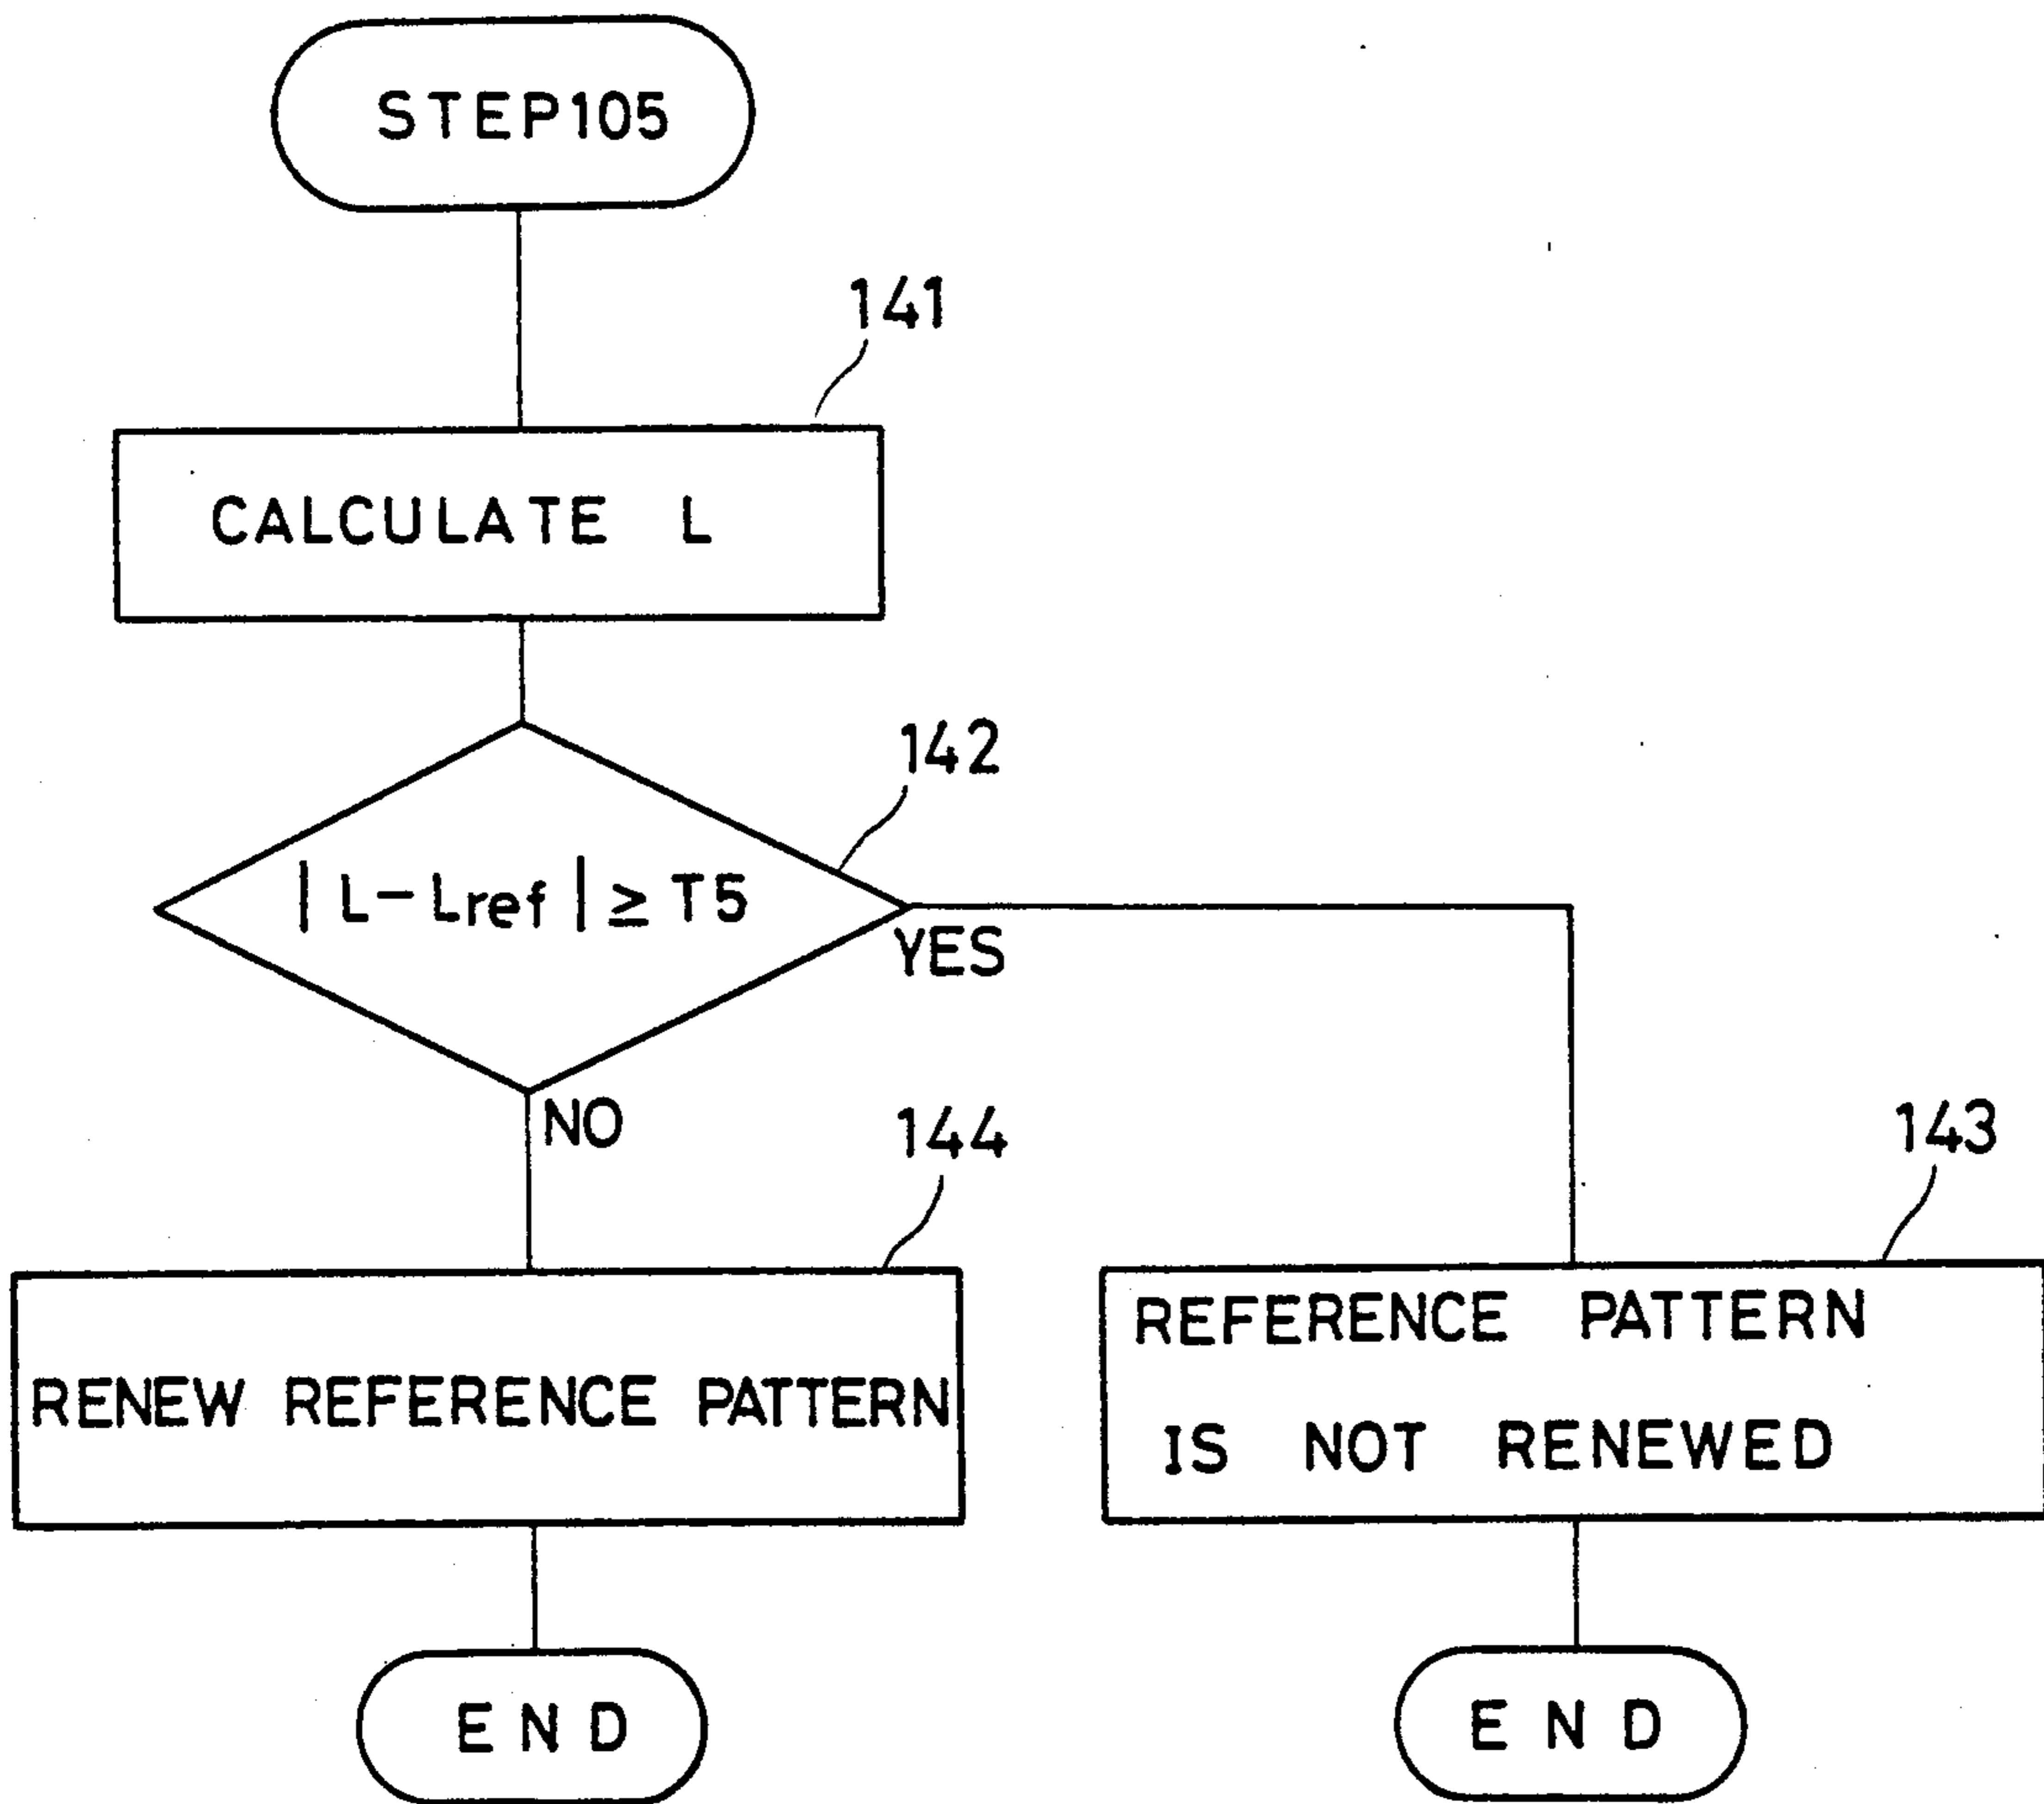 STEP105
141
CALCULATE L
142
|L-Lref|≥T5
YES
NO
144
143
RENEW REFERENCE PATTERN
REFERENCE PATTERN
IS NOT RENEWED
END
END